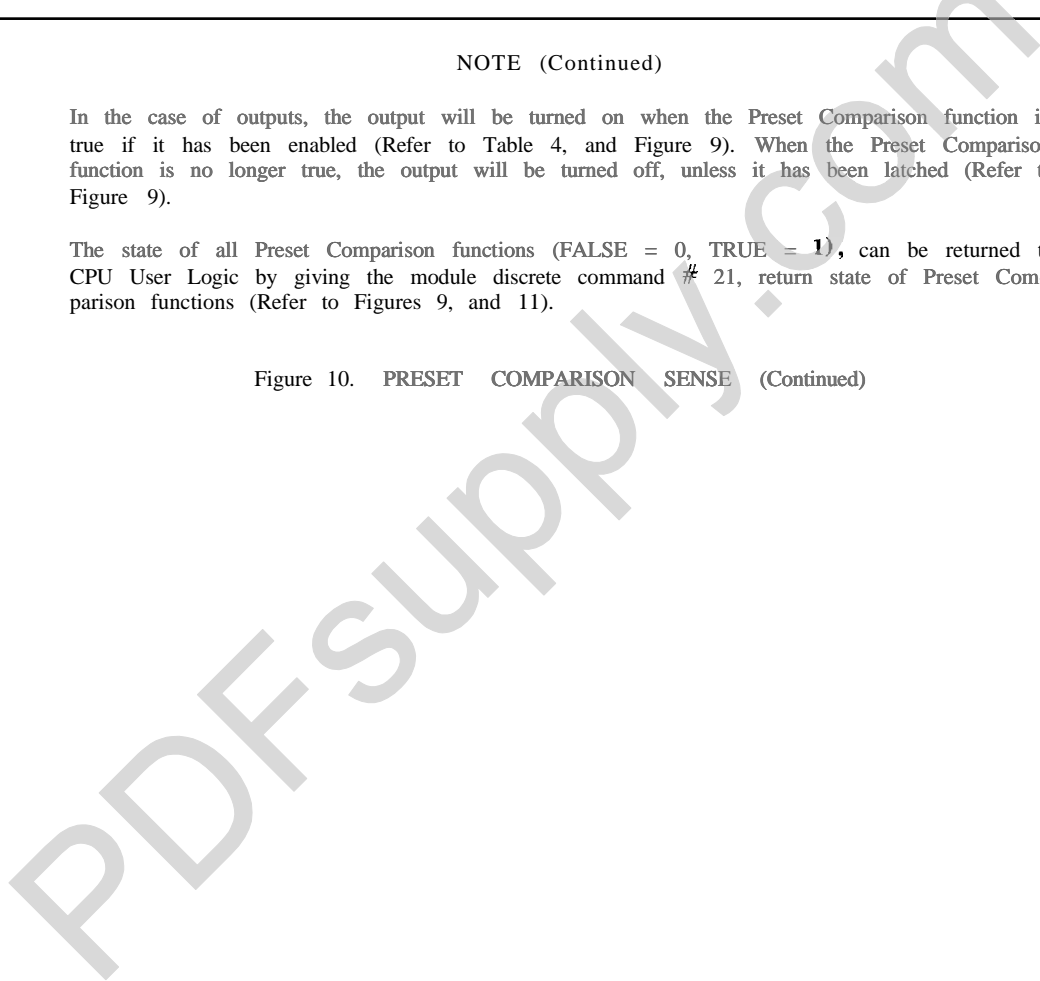 NOTE (Continued)
In the case of outputs, the output will be turned on when the Preset Comparison function i
true if it has been enabled (Refer to Table 4, and Figure 9). When the Preset Compariso
function is no longer true, the output will be turned off, unless it has been latched (Refer t
Figure 9).
The state of all Preset Comparison functions (FALSE = 0, TRUE = 1), can be returned t
CPU User Logic by giving the module discrete command # 21, return state of Preset Com
parison functions (Refer to Figures 9, and 11).
Figure 10. PRESET COMPARISON SENSE (Continued)
PDFsupply.com